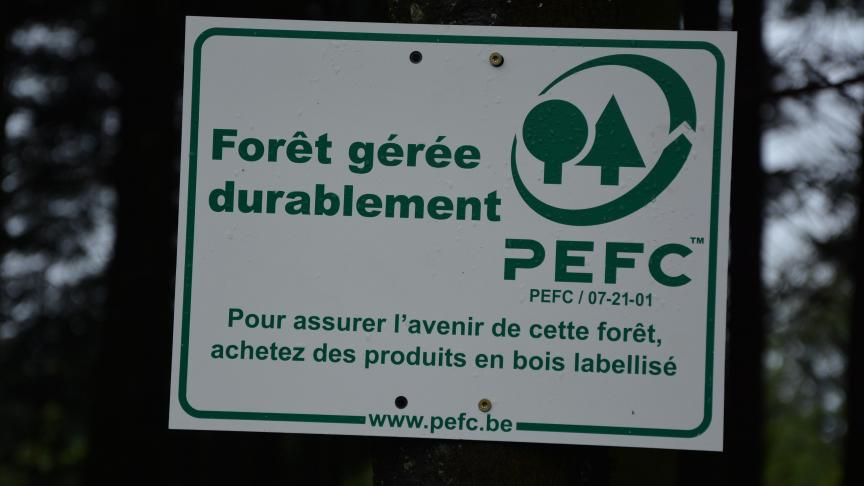 Forêt gérée
durablement
PEFC™
PEFC / 07-21-01
Pour assurer l'avenir de cette forêt,
achetez des produits en bois labellisé
www.pefc.be